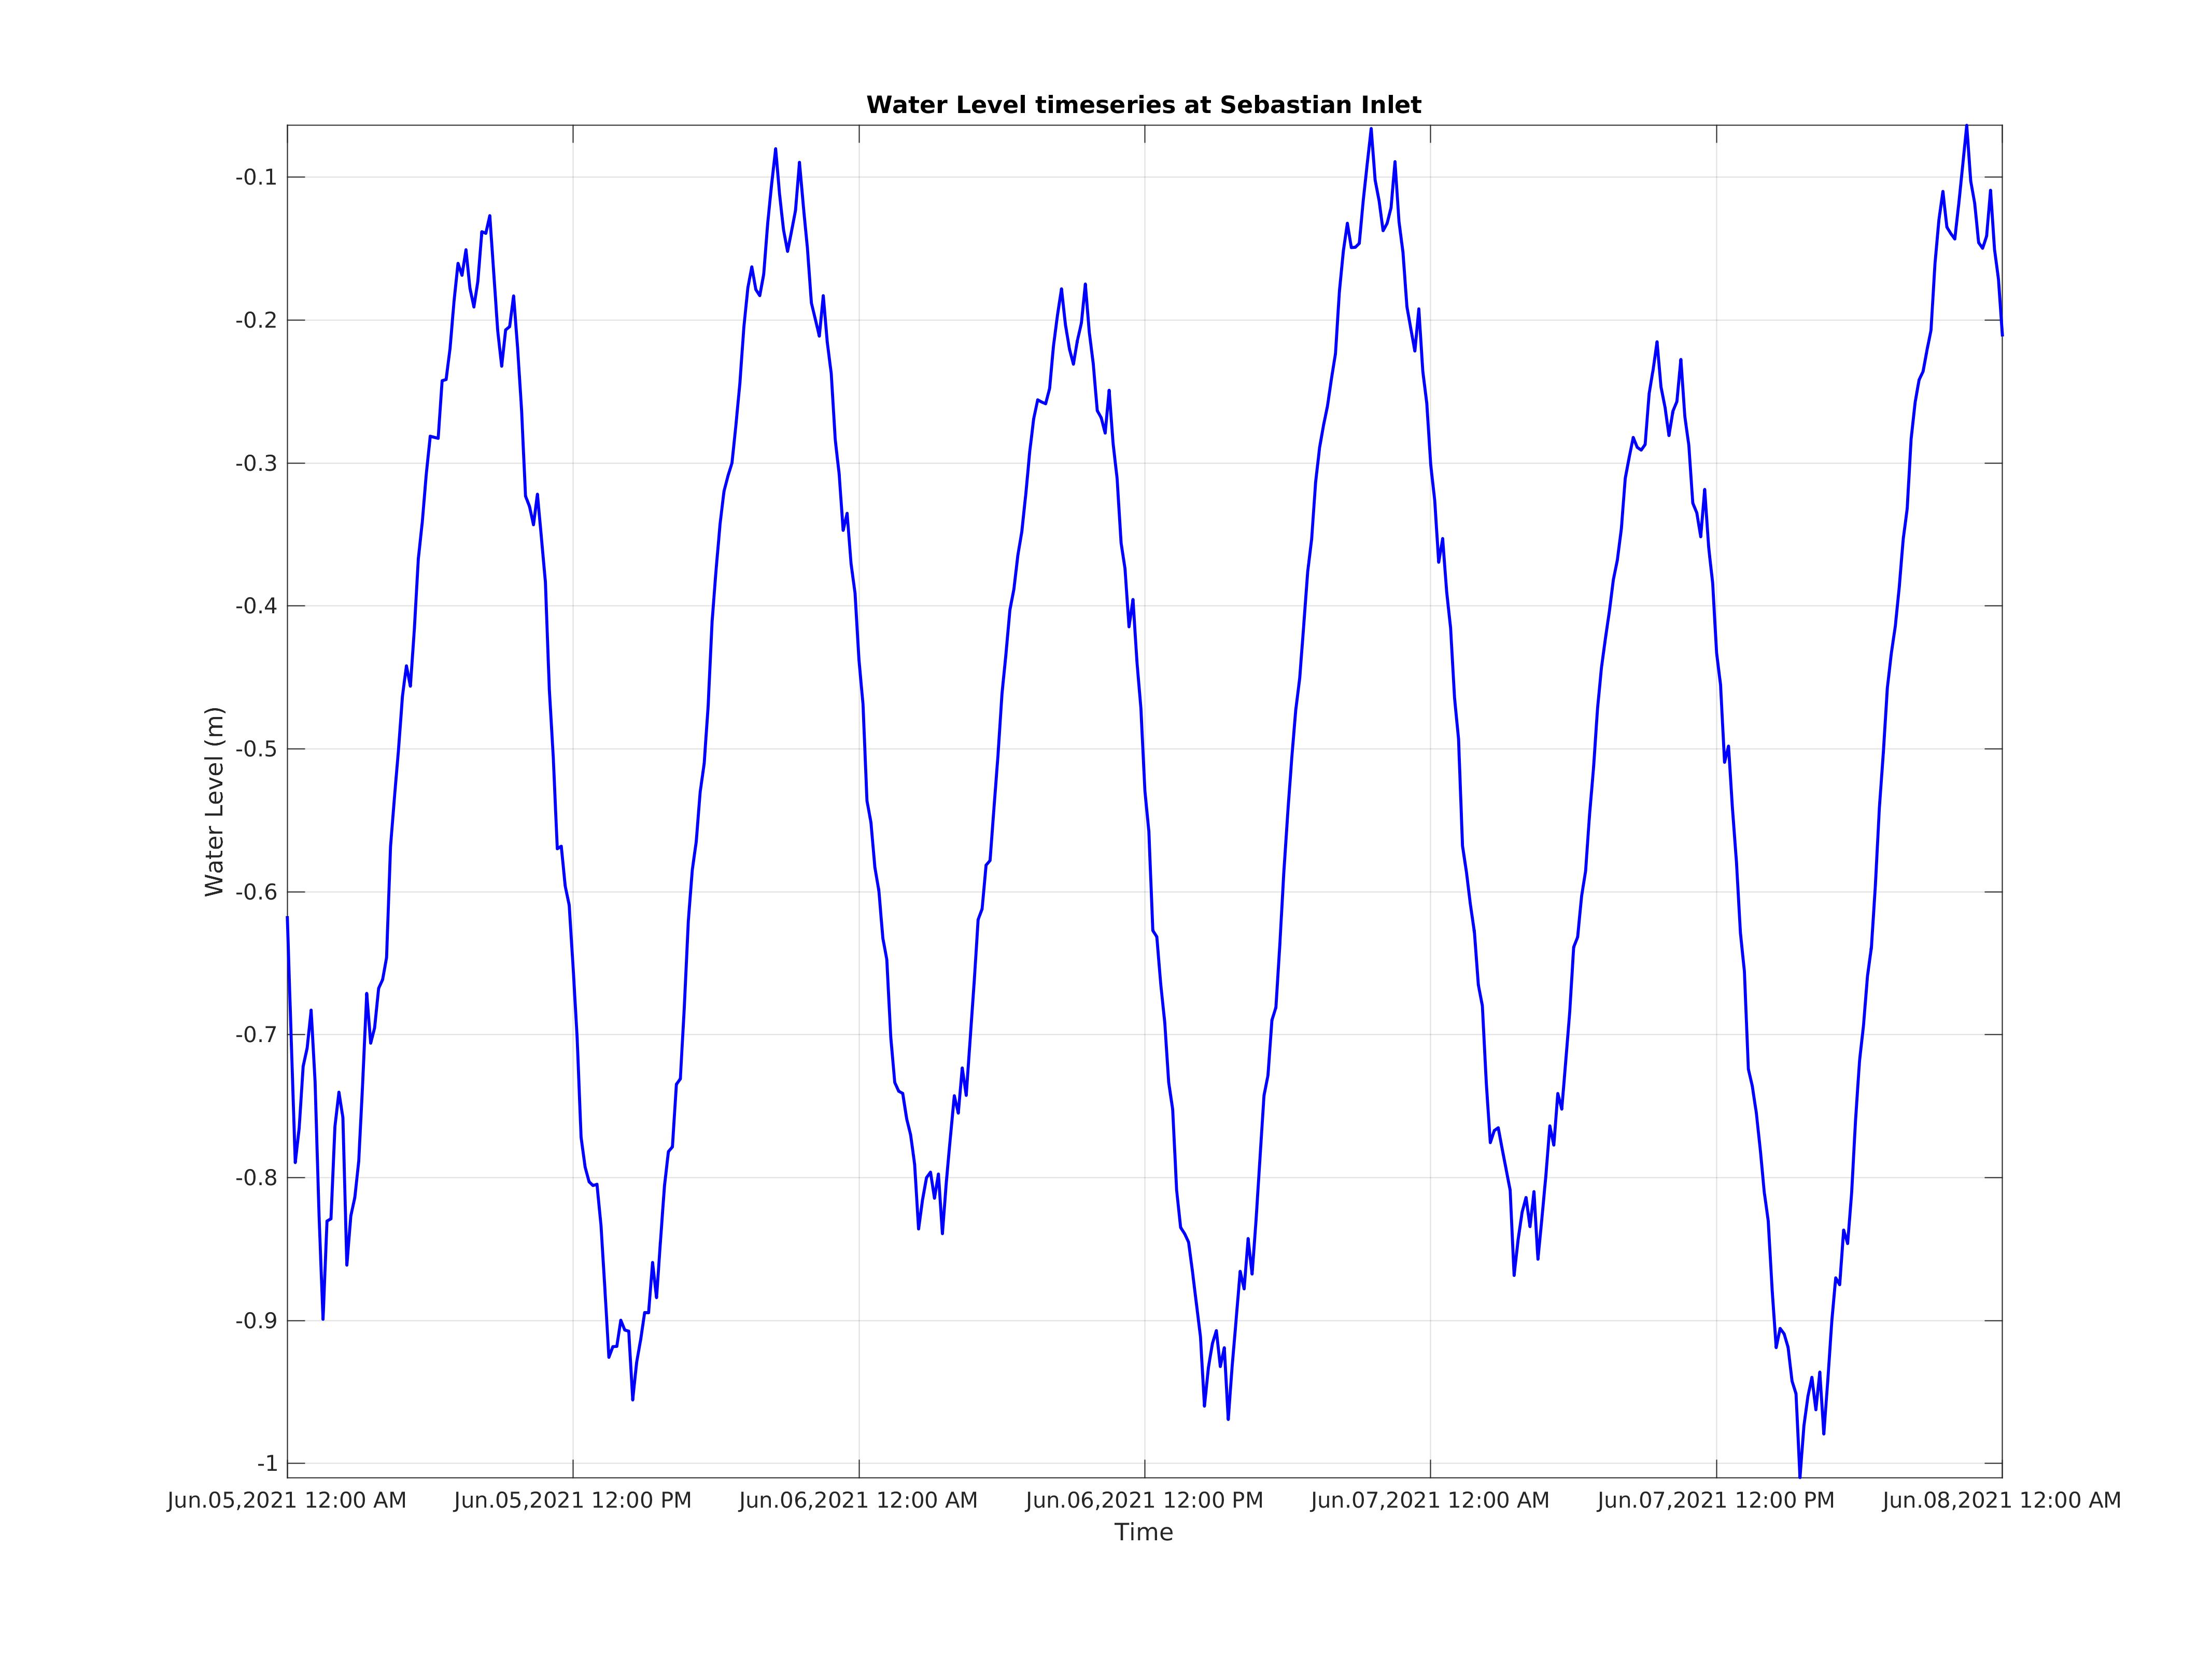 Water Level timeseries at Sebastian Inlet
-0.1
-0.2
-0.3
-0.4
-0.5
-0.6
-0.7
-0.8
-0.9
-1
Water Level (m)
Jun.05,2021 12:00 AM Jun.05,2021 12:00 PM Jun.06,2021 12:00 AM Jun.06,2021 12:00 PM Jun.07,2021 12:00 AM Jun.07,2021 12:00 PM Jun.08,2021 12:00 AM
Time